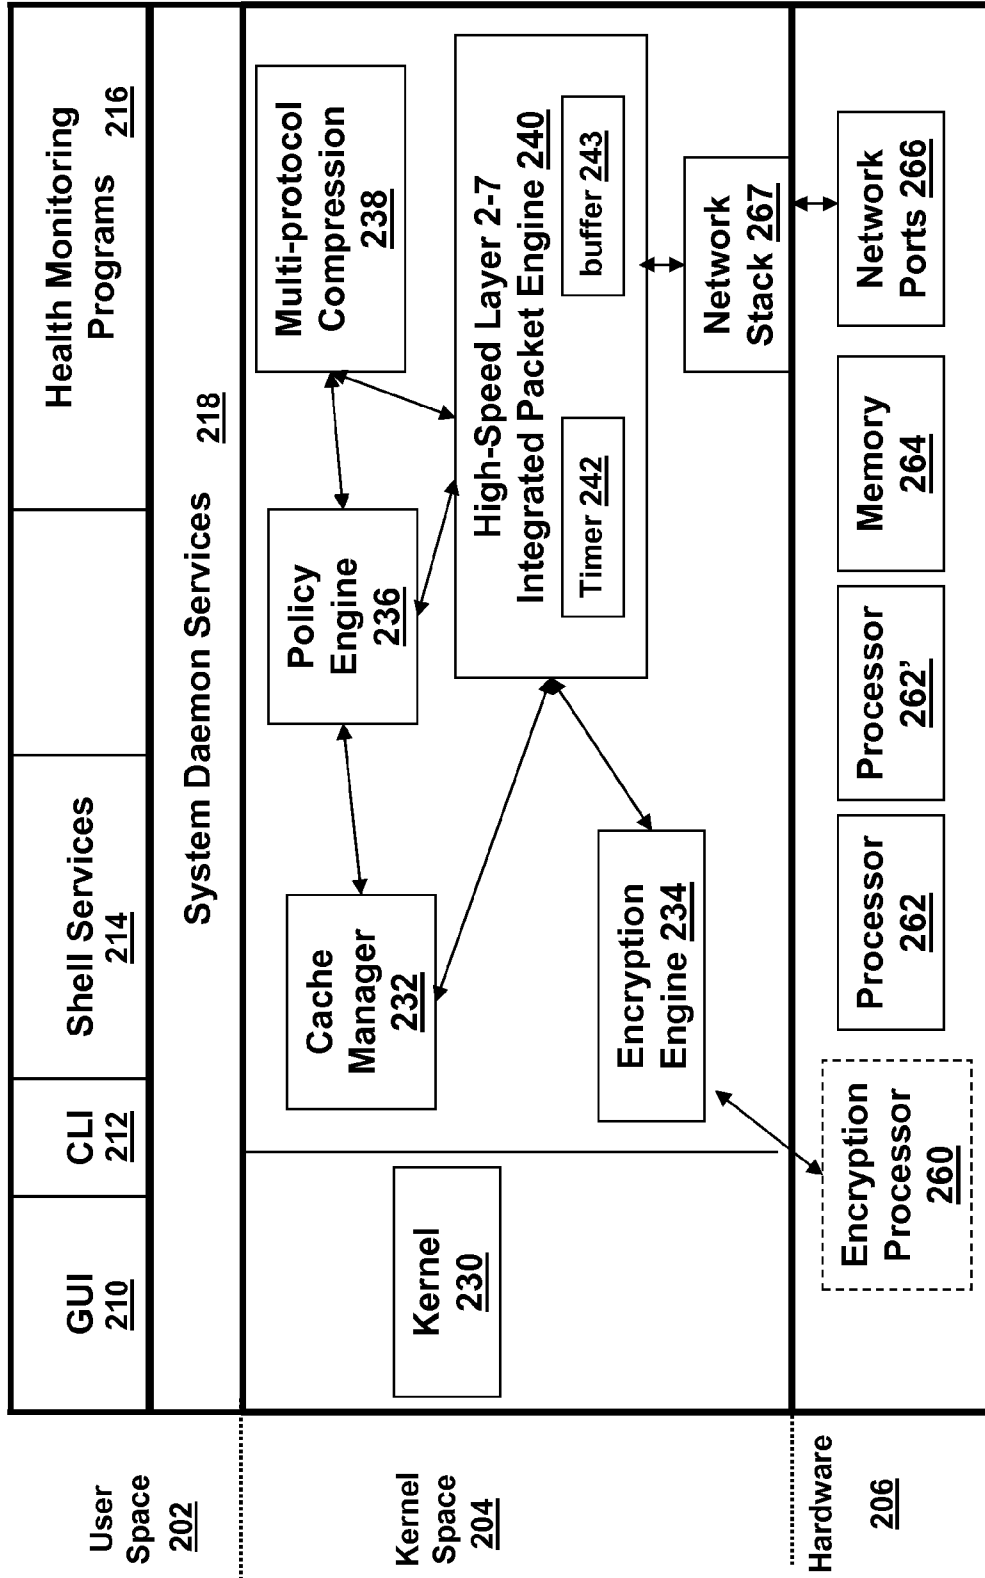 User
Space
202
GUI
210
CLI
212
Shell Services
214
Health Monitoring
Programs 216
System Daemon Services 218
Kernel
Space
204
Kernel
230
Cache
Manager
232
Policy
Engine
236
Multi-protocol
Compression
238
High-Speed Layer 2-7
Integrated Packet Engine 240
Timer 242
buffer 243
Encryption
Engine 234
Network
Stack 267
Hardware
206
Encryption
Processor
260
Processor
262
Processor
262’
Memory
264
Network
Ports 266